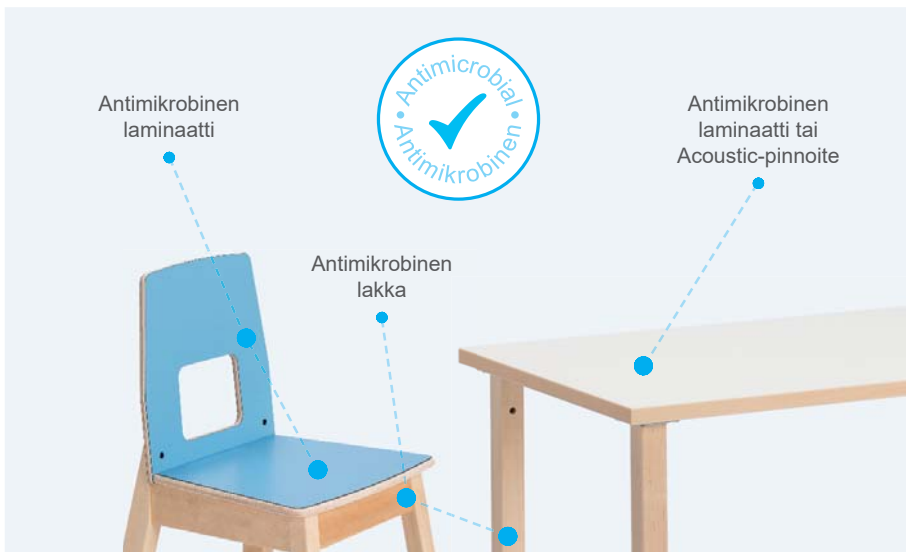 Antimikrobinen
laminaatti
Antimicrobial
Antimikrobinen
Antimikrobinen
laminaatti tai
Acoustic-pinnoite
Antimikrobinen
lakka